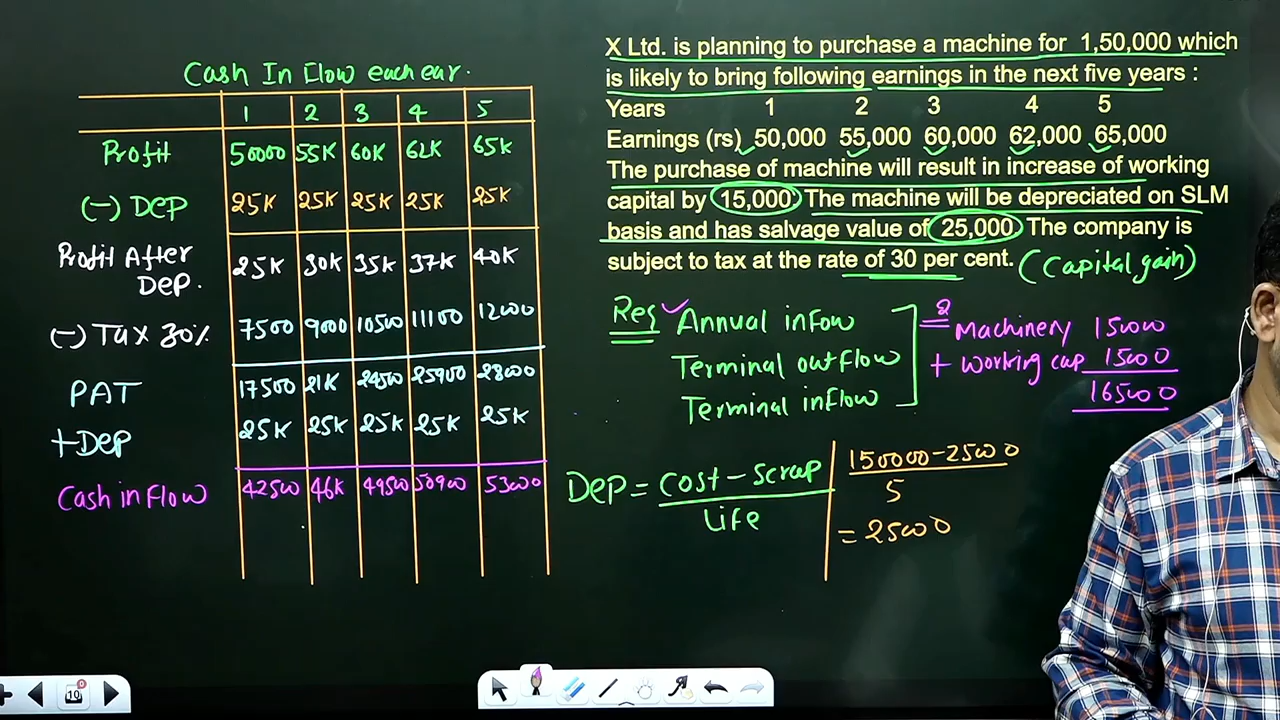 Cash In Flow each ear.
1 2 3 4 5
Profit 50000 55K 60K 62K 65K
(-) Dep 25K 25K 25K 25K 25K
Profit After Dep. 25K 30K 35K 37K 40K
(-) Tax 30% 7500 9000 10500 11100 12000
PAT 17500 21K 24500 25900 28000
+Dep 25K 25K 25K 25K 25K
Cash in Flow 42500 46K 49500 50900 53000
X Ltd. is planning to purchase a machine for 1,50,000 which
is likely to bring following earnings in the next five years :
Years 1 2 3 4 5
Earnings (rs) 50,000 55,000 60,000 62,000 65,000
The purchase of machine will result in increase of working
capital by 15,000. The machine will be depreciated on SLM
basis and has salvage value of 25,000 The company is
subject to tax at the rate of 30 per cent. (Capital gain)
Req Annual infow
Terminal outflow
Terminal inflow
2 Machinery 150000
+ working cap 15000
165000
Dep = Cost - Scrap
Life
150000-25000
5
= 25000
10